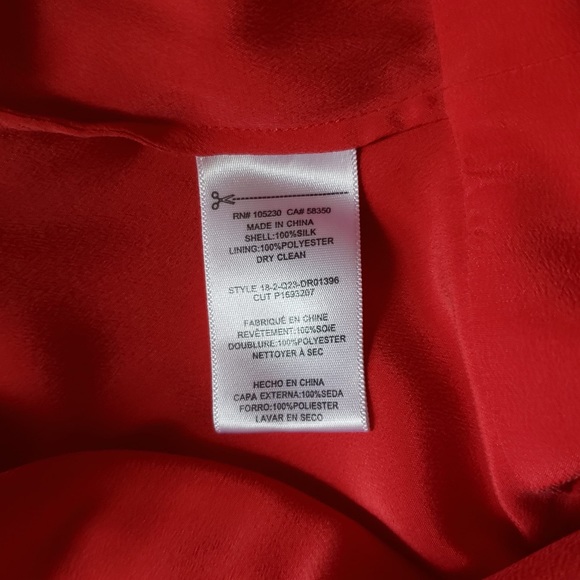 RN# 105230 CA# 58350
MADE IN CHINA
SHELL:100%SILK
LINING:100%POLYESTER
DRY CLEAN
STYLE 18-2-Q23-DR01396
CUT P1593207
FABRIQUÉ EN CHINE
REVÊTEMENT:100%SOIE
DOUBLURE:100%POLYESTER
NETTOYER À SEC
HECHO EN CHINA
CAPA EXTERNA:100%SEDA
FORRO:100%POLIESTER
LAVAR EN SECO